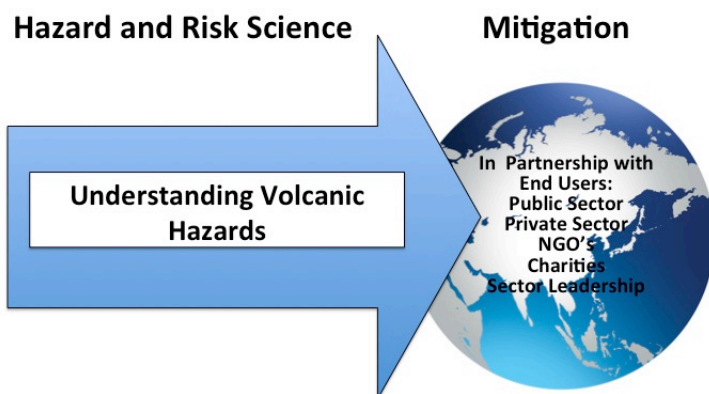 Hazard and Risk Science
Mitigation
Understanding Volcanic
Hazards
In Partnership with
End Users:
Public Sector
Private Sector
NGO's
Charities
Sector Leadership